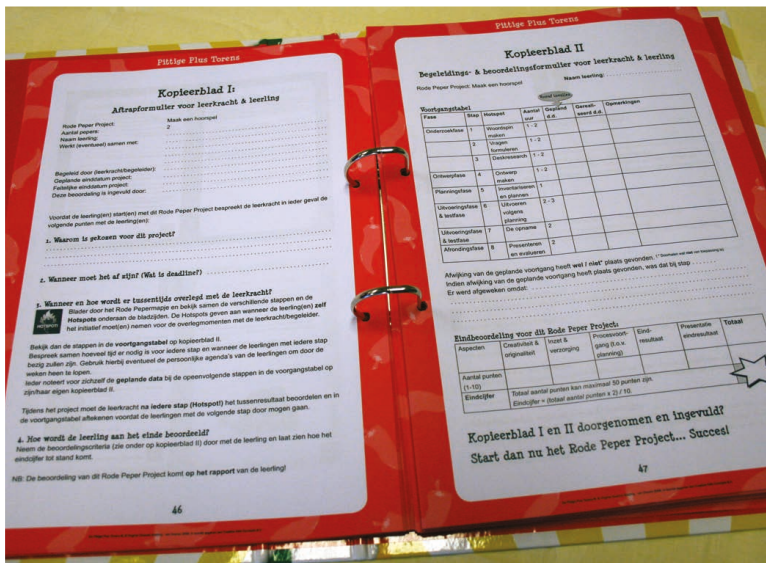 Pittige Plus Torens
Kopieerblad I:
Aftrapformulier voor leerkracht & leerling
Rode Peper Project: Maak een hoorspel
Aantal pepers: 2
Naam leerling:
Werkt (eventueel) samen met:
Begeleid door (leerkracht/begeleider):
Geplande einddatum project:
Feitelijke einddatum project:
Deze beoordeling is ingevuld door:
Voordat de leerling(en) start(en) met dit Rode Peper Project bespreekt de leerkracht in ieder geval de
volgende punten met de leerling(en):
1. Waarom is gekozen voor dit project?
2. Wanneer moet het af zijn? (Wat is deadline?)
3. Wanneer en hoe wordt er tussentijds overlegd met de leerkracht?
Blader door het Rode Pepermapje en bekijk samen de verschillende stappen en de
Hotspots onderaan de bladzijden. De Hotspots geven aan wanneer de leerling(en) zelf
het initiatief moet(en) nemen voor de overlegmomenten met de leerkracht/begeleider.
Bekijk dan de stappen in de voortgangstabel op kopieerblad II.
Bespreek samen hoeveel tijd er nodig is voor iedere stap en wanneer de leerlingen met iedere stap
bezig zullen zijn. Gebruik hierbij eventueel de persoonlijke agenda's van de leerlingen om door de
weken heen te lopen.
Ieder noteert voor zichzelf de geplande data bij de opeenvolgende stappen in de voortgangstabel op
zijn/haar eigen kopieerblad II.
Tijdens het project moet de leerkracht na iedere stap (Hotspot!) het tussenresultaat beoordelen en in
de voortgangstabel aftekenen voordat de leerlingen met de volgende stap door mogen gaan.
4. Hoe wordt de leerling aan het einde beoordeeld?
Neem de beoordelingscriteria (zie onder op kopieerblad II) door met de leerling en laat zien hoe het
eindcijfer tot stand komt.
NB: De beoordeling van dit Rode Peper Project komt op het rapport van de leerling!
46
Pittige Plus Torens
Kopieerblad II
Begeleidings- & beoordelingsformulier voor leerkracht & leerling
Rode Peper Project: Maak een hoorspel Naam leerling:
Voortgangstabel
Fase Stap Hotspot Aantal uur Gepland d.d. Gereali-seerd d.d. Opmerkingen
Onderzoekfase 1 Woordspin maken 1 - 2
2 Vragen formuleren 1 - 2
3 Deskresearch 1 - 2
Ontwerpfase 4 Ontwerp maken 1 - 2
Planningsfase 5 Inventariseren en plannen 1
Uitvoeringsfase & testfase 6 Uitvoeren volgens planning 2 - 3
Uitvoeringsfase & testfase 7 De opname 2
Afrondingsfase 8 Presenteren en evalueren 2
Afwijking van de geplande voortgang heeft wel / niet* plaats gevonden.
Indien afwijking van de geplande voortgang heeft plaats gevonden, was dat bij stap
Er werd afgeweken omdat:
Eindbeoordeling voor dit Rode Peper Project:
Aspecten Creativiteit & originaliteit Inzet & verzorging Procesvoort-gang (t.o.v. planning) Eind-resultaat Presentatie eindresultaat Totaal
Aantal punten (1-10)
Eindcijfer Totaal aantal punten kan maximaal 50 punten zijn.
Eindcijfer = (totaal aantal punten x 2) / 10.
Kopieerblad I en II doorgenomen en ingevuld?
Start dan nu het Rode Peper Project... Succes!
47